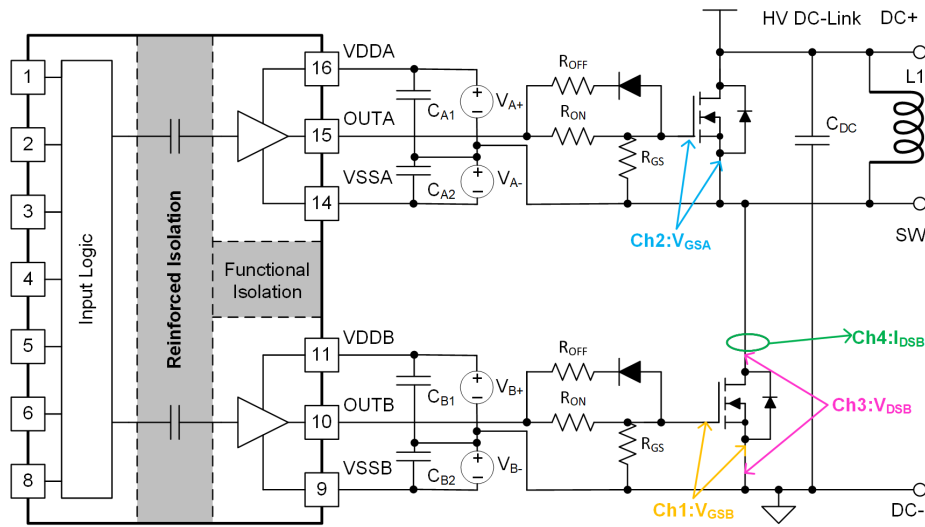 HV DC-Link
DC+
VDDA
16
1
L1
ROFF
VA+
CA1
OUTA
15
RON
CDC
2
VSSA
RGS
CA2
VA-
14
3
SW
Ch2:VGSA
Input Logic
Reinforced Isolation
Functional
Isolation
4
VDDB
Ch4:IDSB
5
11
ROFF
CB1
VB+
OUTB
10
RON
Ch3:VDSB
6
VSSB
RGS
CB2
VB-
8
9
Ch1:VGSB
DC-
+
−
+
−
+
−
+
−